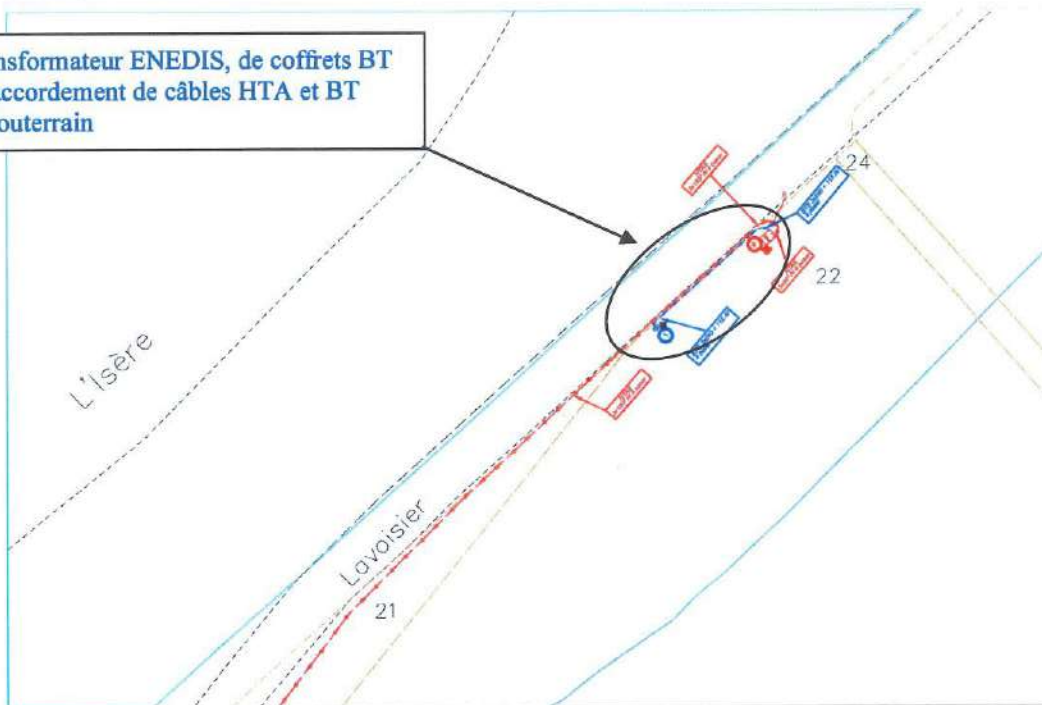 nsformateur ENEDIS, de coffrets BT
accordement de câbles HTA et BT
outerrain
24
22
L'Isère
Lavoisier
21